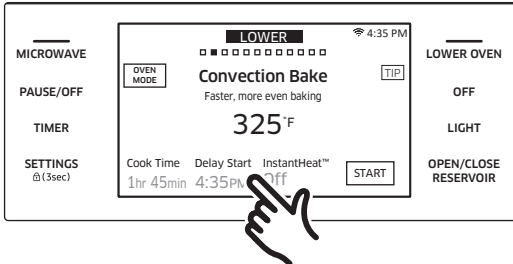 MICROWAVE
PAUSE/OFF
TIMER
SETTINGS
(3sec)
LOWER
4:35 PM
OVEN
MODE
Convection Bake
TIP
Faster, more even baking
325°F
Cook Time Delay Start InstantHeat™
1hr 45min 4:35PM Off
START
LOWER OVEN
OFF
LIGHT
OPEN/CLOSE
RESERVOIR